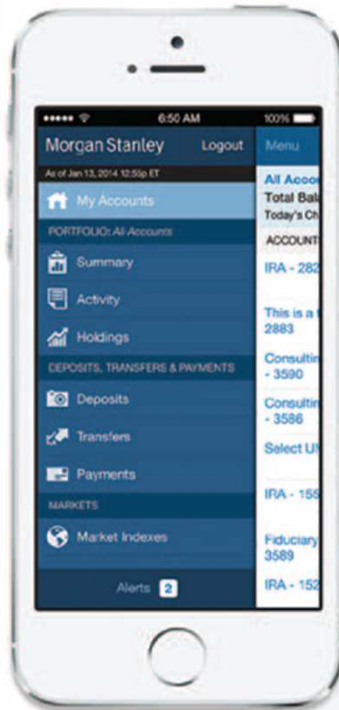 6:50 AM 100%
Morgan Stanley Logout Menu
As of Jan 13, 2014 12:55p ET
My Accounts
PORTFOLIO: All Accounts
Summary
Activity
Holdings
DEPOSITS, TRANSFERS & PAYMENTS
Deposits
Transfers
Payments
MARKETS
Market Indexes
Alerts 2
All Accou
Total Bala
Today's Ch
ACCOUNT
IRA - 282
This is a
2883
Consultin
- 3590
Consultin
- 3586
Select UM
IRA - 155
Fiduciary
3589
IRA - 152